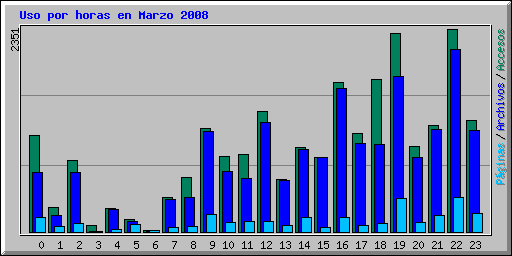 Uso por horas en Marzo 2008
2351
Páginas / Archivos / Accesos
0 1 2 3 4 5 6 7 8 9 10 11 12 13 14 15 16 17 18 19 20 21 22 23